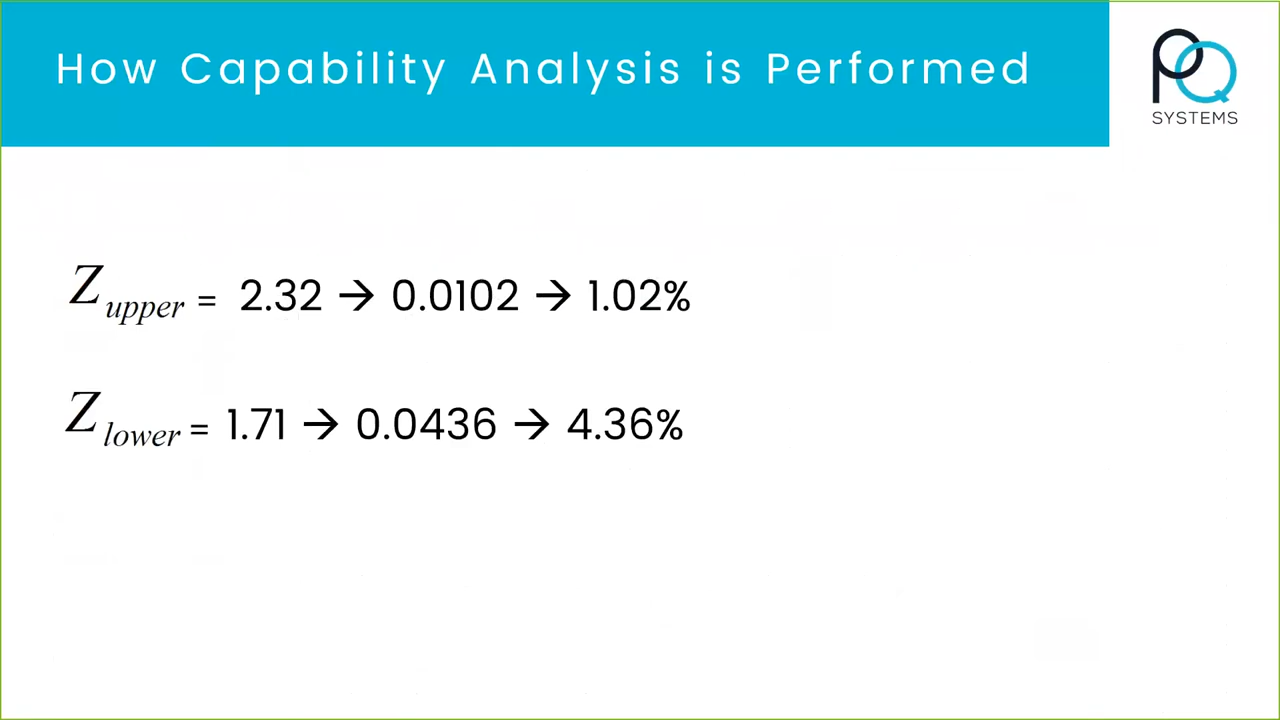 How Capability Analysis is Performed
PQ
SYSTEMS
Z upper = 2.32 → 0.0102 → 1.02%
Z lower = 1.71 → 0.0436 → 4.36%